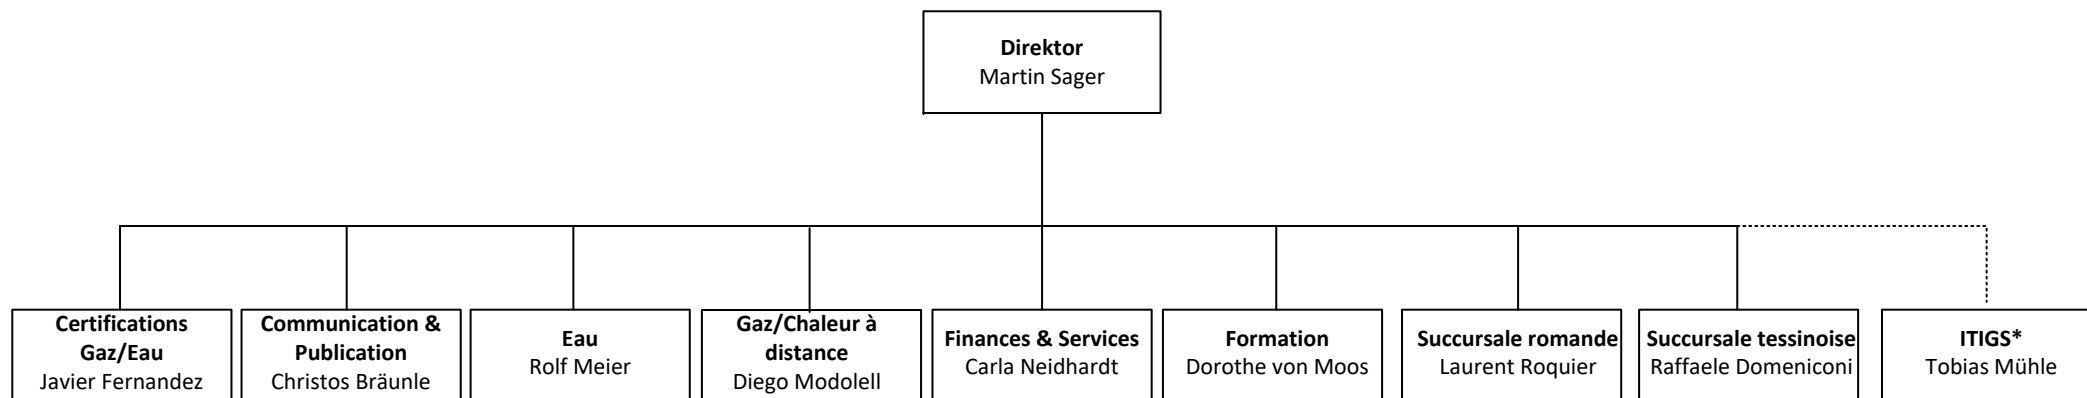 Direktor
Martin Sager
Certifications
Gaz/Eau
Javier Fernandez
Communication &
Publication
Christos Bräunle
Eau
Rolf Meier
Gaz/Chaleur à
distance
Diego Modolell
Finances & Services
Carla Neidhardt
Formation
Dorothe von Moos
Succursale romande
Laurent Roquier
Succursale tessinoise
Raffaele Domeniconi
ITIGS*
Tobias Mühle